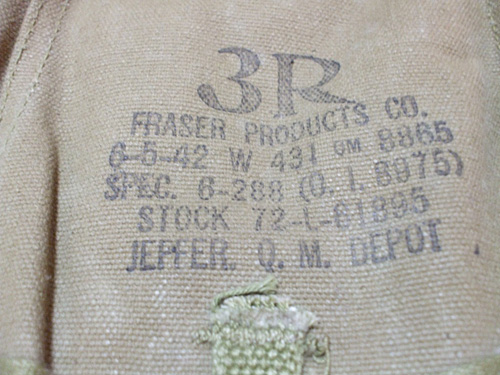 3R
FRASER PRODUCTS CO.
6-5-42 W 431 QM 8865
SPEC. 6-288 (O. I. 8975)
STOCK 72-L-61895
JEFFER. Q. M. DEPOT